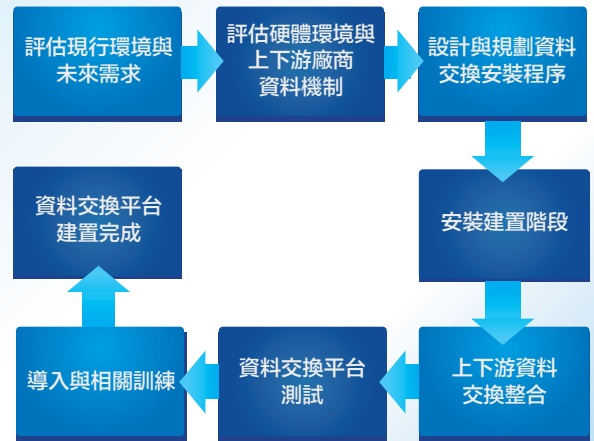 評估現行環境與
未來需求
評估硬體環境與
上下游廠商
資料機制
設計與規劃資料
交換安裝程序
安裝建置階段
上下游資料
交換整合
資料交換平台
測試
導入與相關訓練
資料交換平台
建置完成